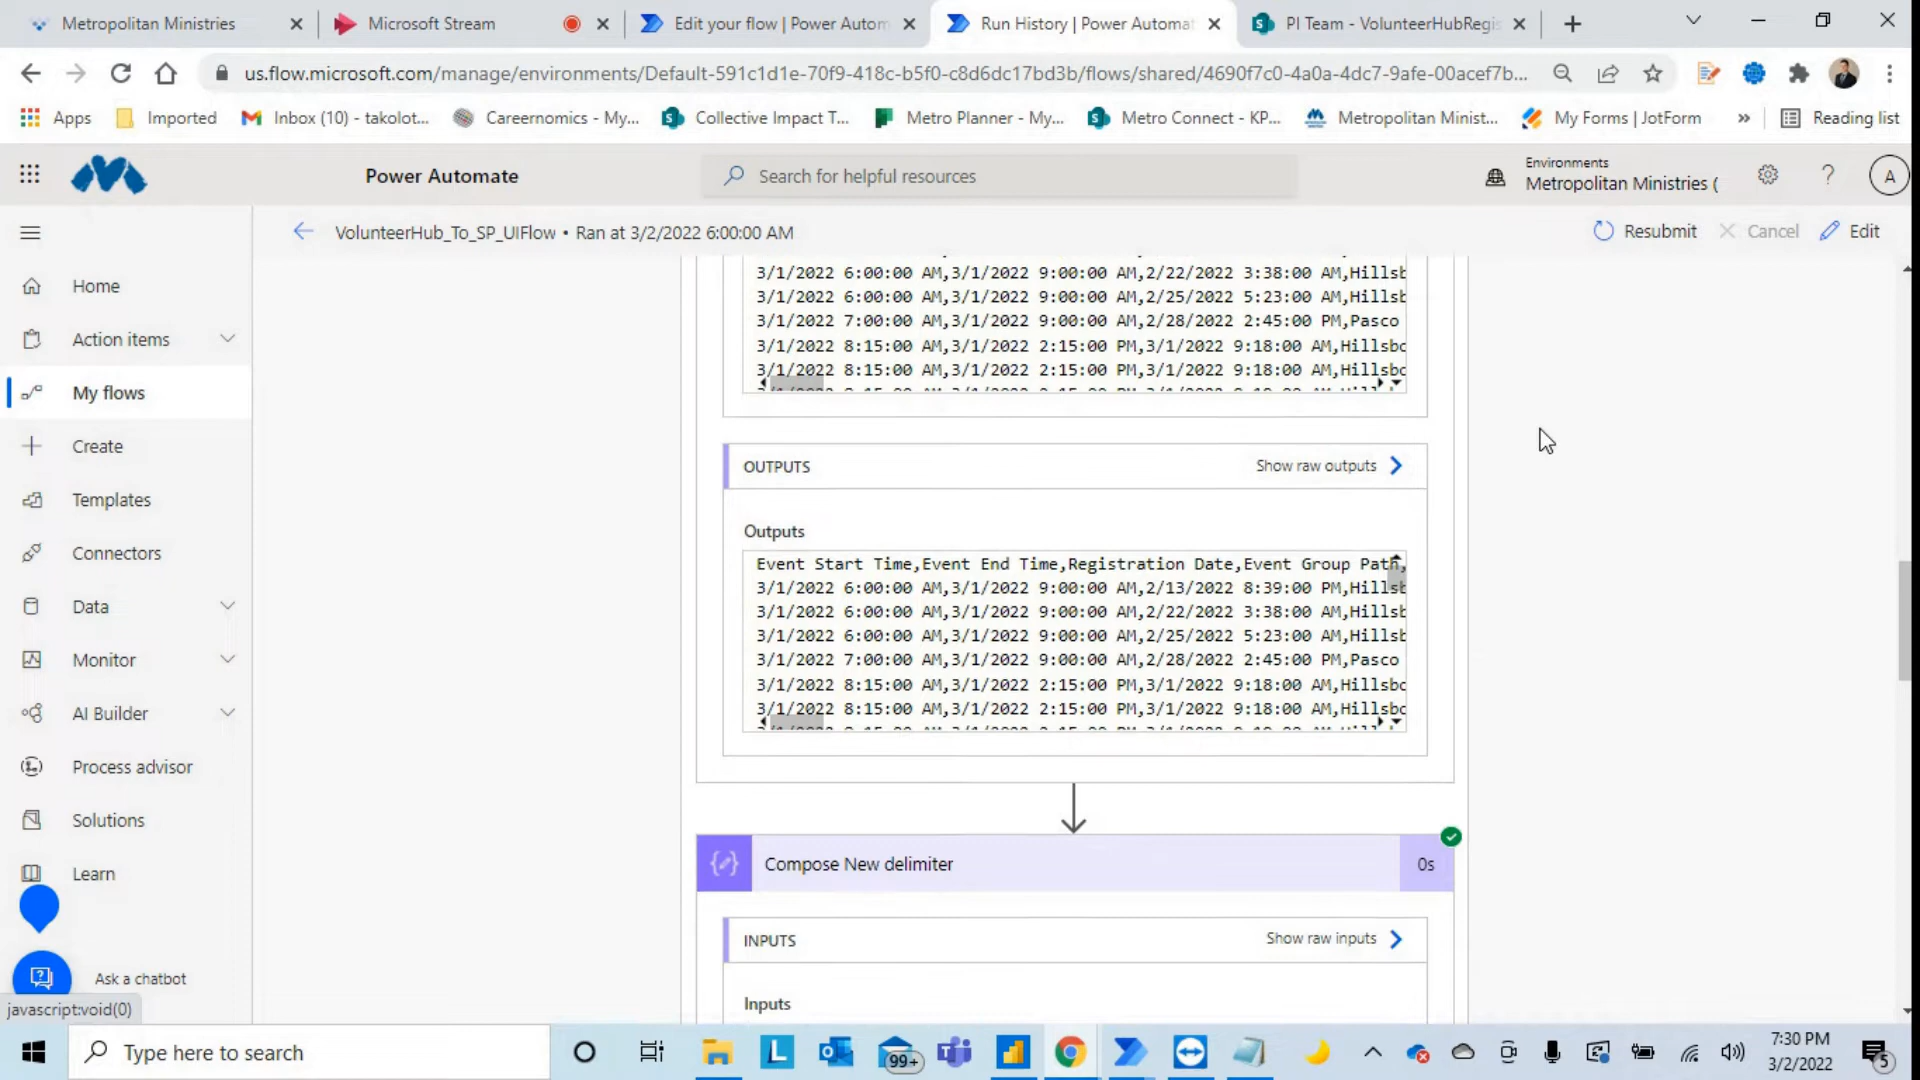 Metropolitan Ministries
Microsoft Stream
Edit your flow | Power Autom
Run History | Power Automat
PI Team - VolunteerHubRegis
us.flow.microsoft.com/manage/environments/Default-591c1d1e-70f9-418c-b5f0-c8d6dc17bd3b/flows/shared/4690f7c0-4a0a-4dc7-9afe-00acef7b...
Apps
Imported
Inbox (10) - takolot...
Careernomics - My...
Collective Impact T...
Metro Planner - My...
Metro Connect - KP...
Metropolitan Minist...
My Forms | JotForm
»
Reading list
Power Automate
Search for helpful resources
Environments
Metropolitan Ministries (
?
A
VolunteerHub_To_SP_UIFlow • Ran at 3/2/2022 6:00:00 AM
Resubmit
Cancel
Edit
Home
Action items
My flows
Create
Templates
Connectors
Data
Monitor
AI Builder
Process advisor
Solutions
Learn
Ask a chatbot
javascript:void(0)
3/1/2022 6:00:00 AM,3/1/2022 9:00:00 AM,2/22/2022 3:38:00 AM,Hillsb
3/1/2022 6:00:00 AM,3/1/2022 9:00:00 AM,2/25/2022 5:23:00 AM,Hillsb
3/1/2022 7:00:00 AM,3/1/2022 9:00:00 AM,2/28/2022 2:45:00 PM,Pasco
3/1/2022 8:15:00 AM,3/1/2022 2:15:00 PM,3/1/2022 9:18:00 AM,Hillsbo
3/1/2022 8:15:00 AM,3/1/2022 2:15:00 PM,3/1/2022 9:18:00 AM,Hillsbo
OUTPUTS
Show raw outputs
Outputs
Event Start Time,Event End Time,Registration Date,Event Group Path,
3/1/2022 6:00:00 AM,3/1/2022 9:00:00 AM,2/13/2022 8:39:00 PM,Hillsb
3/1/2022 6:00:00 AM,3/1/2022 9:00:00 AM,2/22/2022 3:38:00 AM,Hillsb
3/1/2022 6:00:00 AM,3/1/2022 9:00:00 AM,2/25/2022 5:23:00 AM,Hillsb
3/1/2022 7:00:00 AM,3/1/2022 9:00:00 AM,2/28/2022 2:45:00 PM,Pasco
3/1/2022 8:15:00 AM,3/1/2022 2:15:00 PM,3/1/2022 9:18:00 AM,Hillsbo
3/1/2022 8:15:00 AM,3/1/2022 2:15:00 PM,3/1/2022 9:18:00 AM,Hillsbo
Compose New delimiter
0s
INPUTS
Show raw inputs
Inputs
Type here to search
99+
7:30 PM
3/2/2022
5